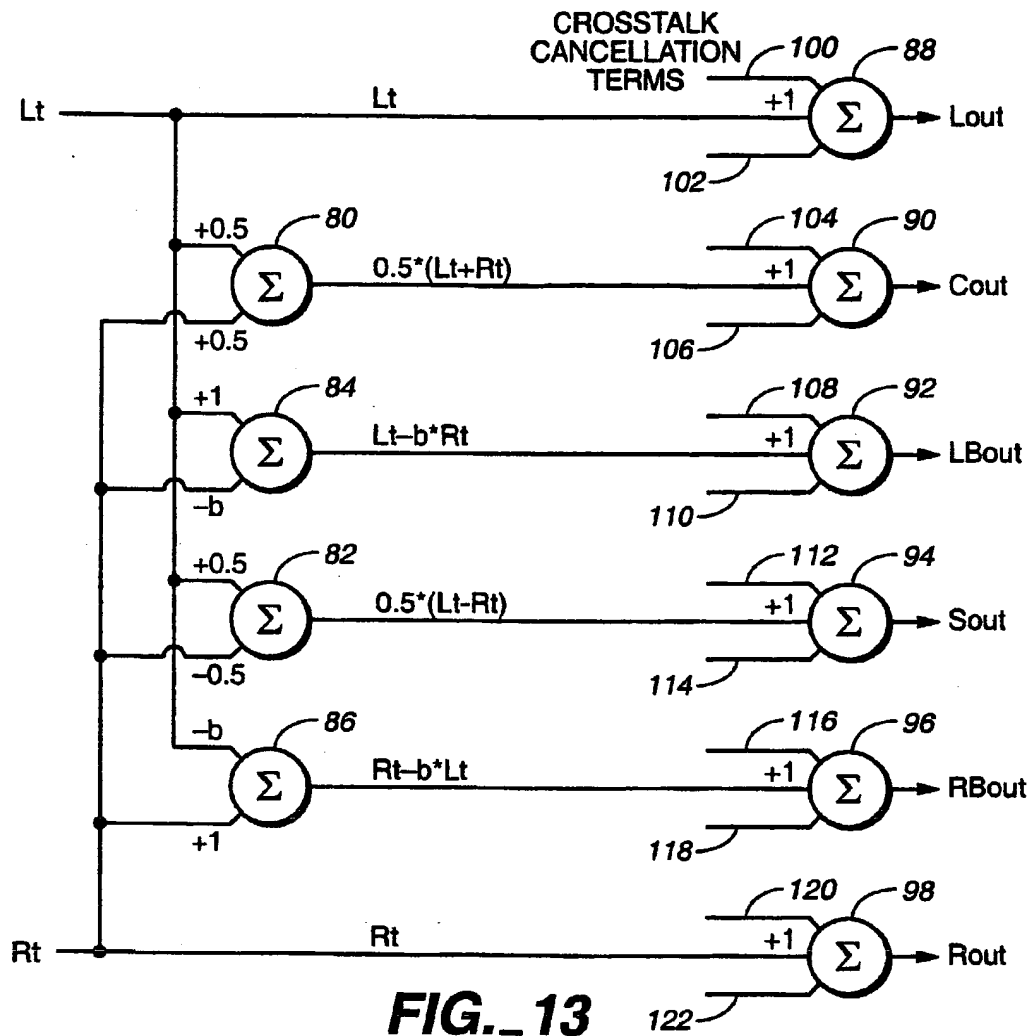 CROSSTALK
CANCELLATION
TERMS
100
88
Lt
Lt
+1
Σ
Lout
102
+0.5
80
104
90
Σ
0.5*(Lt+Rt)
+1
Σ
Cout
+0.5
106
+1
84
108
92
Σ
Lt–b*Rt
+1
Σ
LBout
–b
110
+0.5
82
112
94
Σ
0.5*(Lt-Rt)
+1
Σ
Sout
–0.5
114
–b
86
116
96
Σ
Rt–b*Lt
+1
Σ
RBout
+1
118
120
98
Rt
Rt
+1
Σ
Rout
122
FIG._ 13